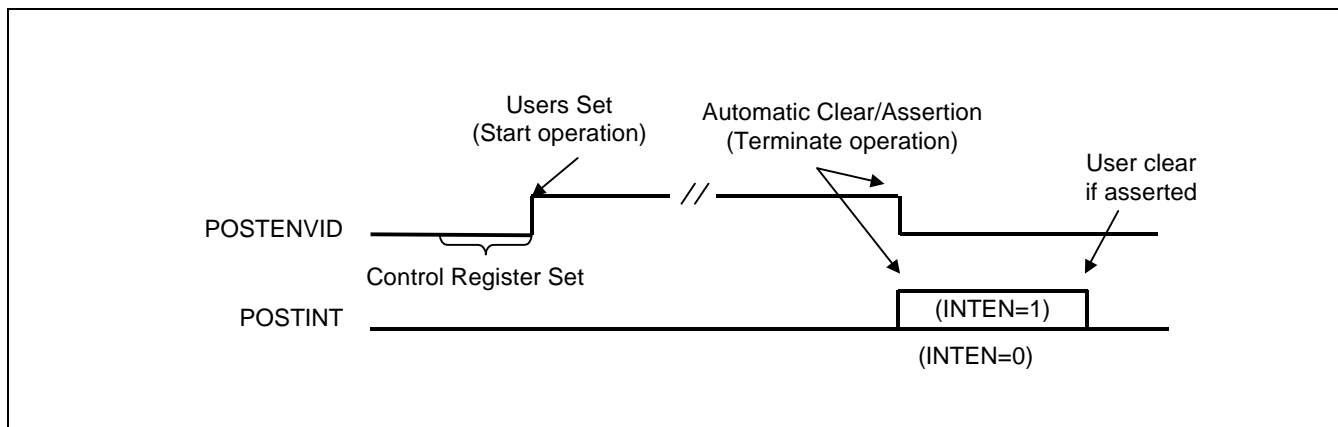 Users Set
(Start operation)
Automatic Clear/Assertion
(Terminate operation)
User clear
if asserted
//
POSTENVID
Control Register Set
POSTINT
(INTEN=1)
(INTEN=0)